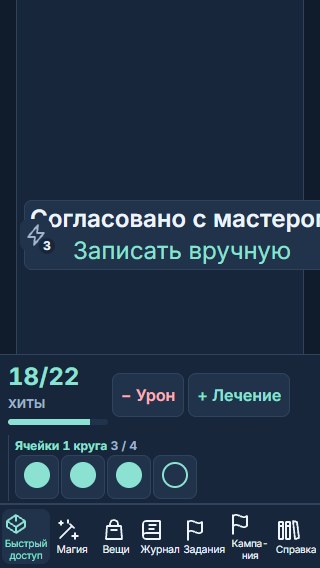 Согласовано с мастером
3
Записать вручную
18/22
ХИТЫ
− Урон
+ Лечение
Ячейки 1 круга 3 / 4
Быстрый доступ
Магия
Вещи
Журнал
Задания
Кампа-
ния
Справка